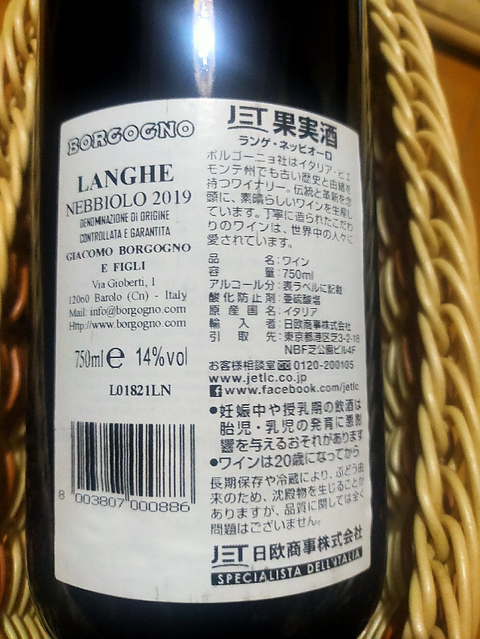 BORGOGNO
LANGHE
NEBBIOLO 2019
DENOMINAZIONE DI ORIGINE
CONTROLLATA E GARANTITA
GIACOMO BORGOGNO
E FIGLI
Via Gioberti, 1
12060 Barolo (Cn) - Italy
Mail: info@borgogno.com
Http://www.borgogno.com
750ml e 14%vol
L01821LN
8 003807 000886
JET 果実酒
ランゲ・ネッビオーロ
ボルゴーニョ社はイタリア・ピエ
モンテ州でも古い歴史と由緒を
持つワイナリー。伝統と革新を念
頭に、素晴らしいワインを生産し
ています。丁寧に造られたこだわ
りのワインは、世界中の人々に
愛されています。
品名：ワイン
容量：750ml
アルコール分：表ラベルに記載
酸化防止剤：亜硫酸塩
原産国名：イタリア
輸入者：日欧商事株式会社
引取先：東京都港区芝3-2-18
NBF芝公園ビル4F
お客様相談室 0120-200105
www.jetlc.co.jp
www.facebook.com/jetlc
●妊娠中や授乳期の飲酒は
胎児・乳児の発育に悪影
響を与えるおそれがあります
●ワインは20歳になってから
長期保存や冷蔵により、ぶどう由
来のため、沈殿物を生じることが
ありますが、品質に関しては全く
問題はございません。
JET 日欧商事株式会社
SPECIALISTA DELL'ITALIA